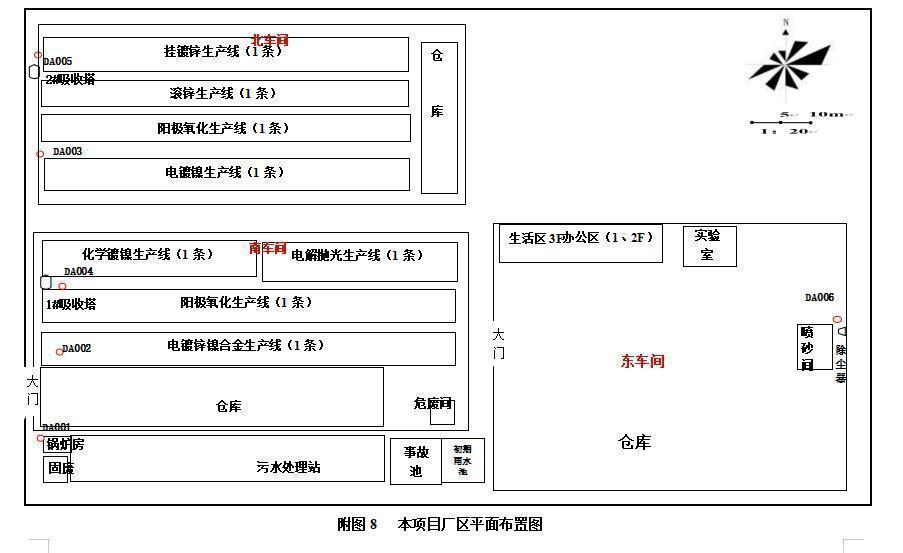 北车间
N
挂镀锌生产线（1 条）
仓
DA005
2#吸收塔
滚锌生产线（1 条）
库
5 10m
阳极氧化生产线（1 条）
1: 20
DA003
电镀镍生产线（1 条）
南车间
化学镀镍生产线（1 条）
电解抛光生产线（1 条）
生活区 3F办公区（1、2F）
实验
室
DA004
1#吸收塔
阳极氧化生产线（1 条）
DA006
大
门
喷
砂
间
除
尘
器
DA002
电镀锌镍合金生产线（1 条）
东车间
大
门
仓库
危废间
DA001
锅炉房
仓库
事故
池
初期
雨水
池
固废
污水处理站
附图 8 本项目厂区平面布置图